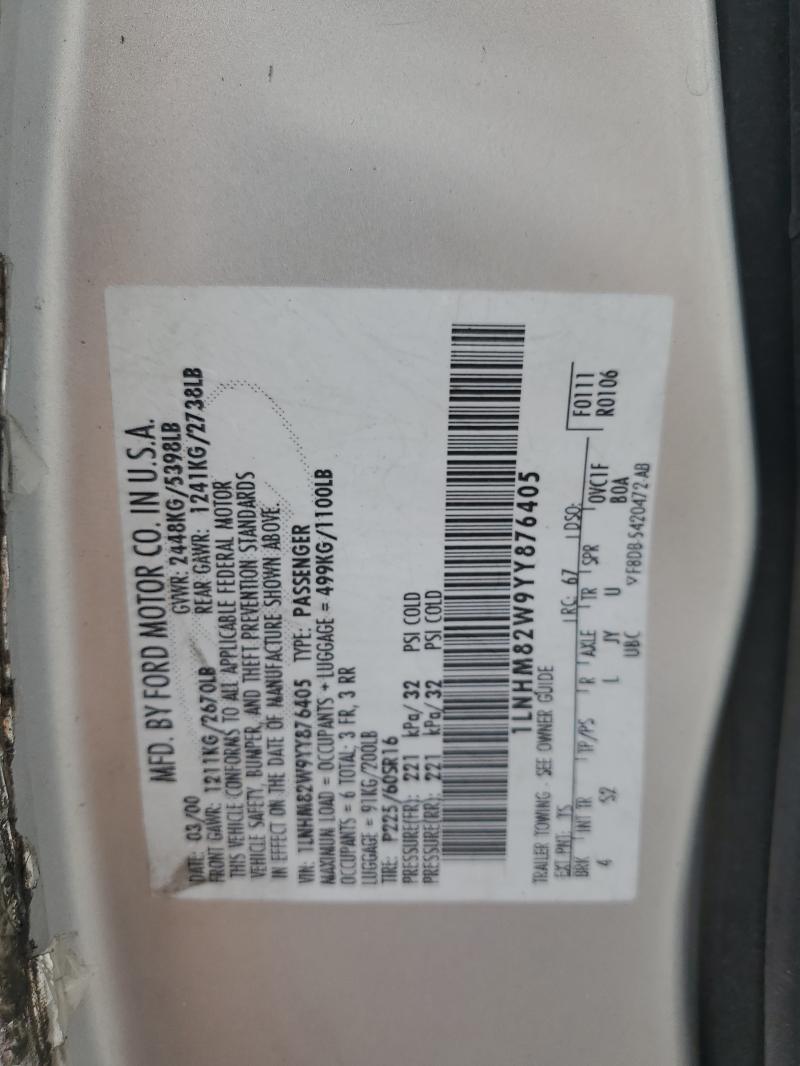 MFD. BY FORD MOTOR CO. IN U.S.A.
DATE: 03/00 GVWR: 2448KG/5398LB
FRONT GAWR: 1211KG/2670LB REAR GAWR: 1241KG/2738LB
THIS VEHICLE CONFORMS TO ALL APPLICABLE FEDERAL MOTOR
VEHICLE SAFETY, BUMPER, AND THEFT PREVENTION STANDARDS
IN EFFECT ON THE DATE OF MANUFACTURE SHOWN ABOVE.
VIN: 1LNHM82W9YY876405 TYPE: PASSENGER
MAXIMUM LOAD = OCCUPANTS + LUGGAGE = 499KG/1100LB
OCCUPANTS = 6 TOTAL; 3 FR, 3 RR
LUGGAGE = 91KG/200LB
TIRE: P225/60SR16
PRESSURE(FR): 221 kPa/32 PSI COLD
PRESSURE(RR): 221 kPa/32 PSI COLD
1LNHM82W9YY876405
TRAILER TOWING - SEE OWNER GUIDE
EXT PNT: TS RC: 67 DSO: F0111
BRK INT TR TP/PS R AXLE TR SPR 0VC1F R0106
4 S2 L JY U B0A
UBC VF8DB-5420472-AB